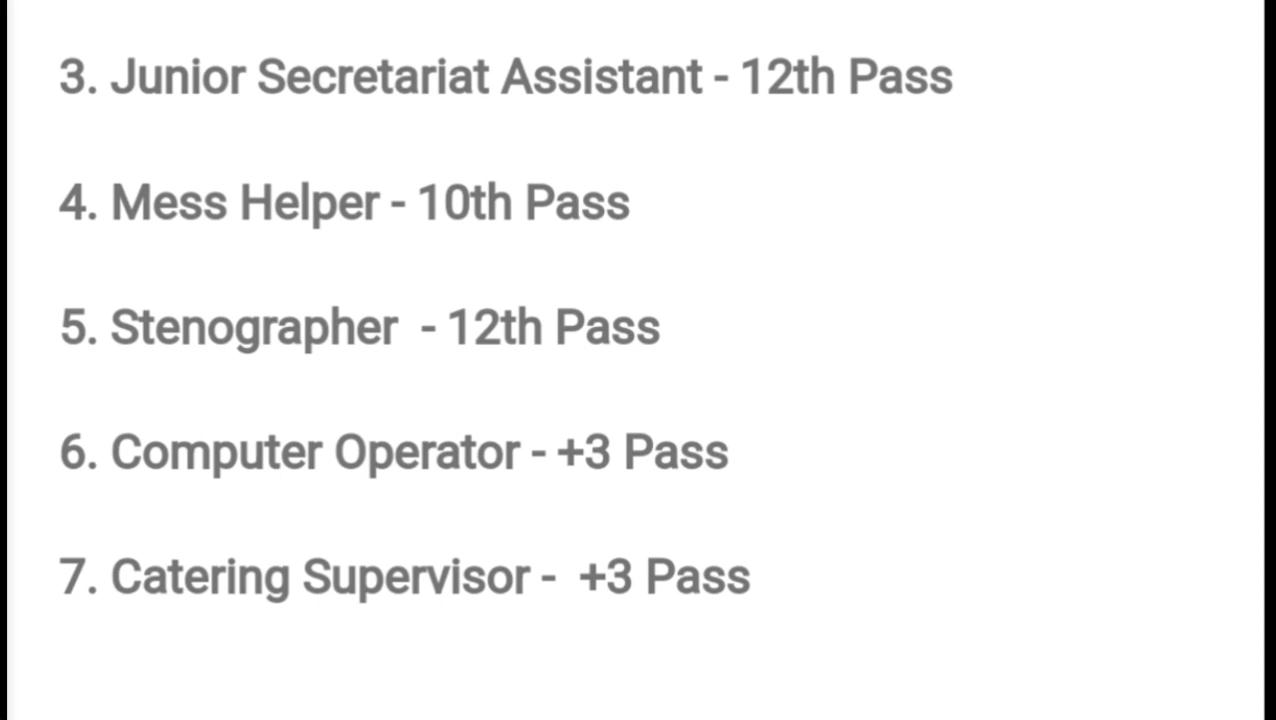 3. Junior Secretariat Assistant - 12th Pass
4. Mess Helper - 10th Pass
5. Stenographer  - 12th Pass
6. Computer Operator - +3 Pass
7. Catering Supervisor -  +3 Pass